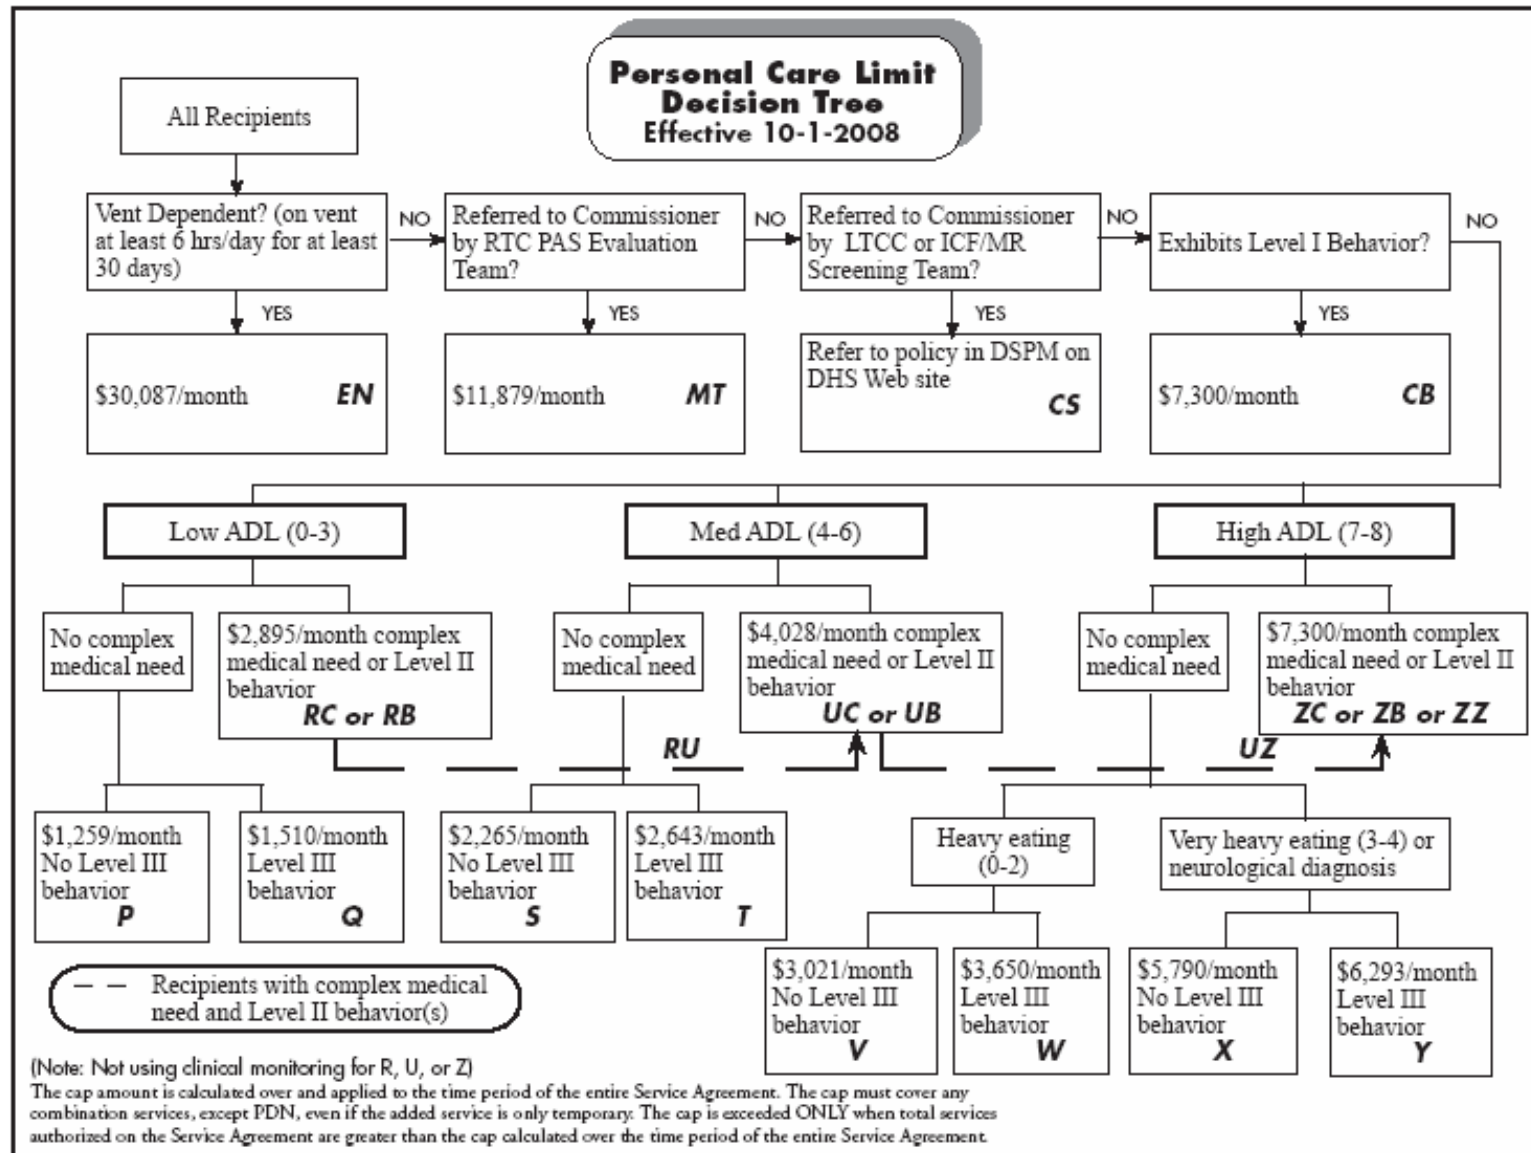 Personal Care Limit
Decision Tree
Effective 10-1-2008
All Recipients
Vent Dependent? (on vent
at least 6 hrs/day for at least
30 days)
NO
Referred to Commissioner
by RTC PAS Evaluation
Team?
NO
Referred to Commissioner
by LTCC or ICF/MR
Screening Team?
NO
Exhibits Level I Behavior?
NO
YES
YES
YES
YES
$30,087/month EN
$11,879/month MT
Refer to policy in DSPM on
DHS Web site
CS
$7,300/month CB
Low ADL (0-3)
Med ADL (4-6)
High ADL (7-8)
No complex
medical need
$2,895/month complex
medical need or Level II
behavior
RC or RB
No complex
medical need
$4,028/month complex
medical need or Level II
behavior
UC or UB
No complex
medical need
$7,300/month complex
medical need or Level II
behavior
ZC or ZB or ZZ
RU
UZ
$1,259/month
No Level III
behavior
P
$1,510/month
Level III
behavior
Q
$2,265/month
No Level III
behavior
S
$2,643/month
Level III
behavior
T
Heavy eating
(0-2)
Very heavy eating (3-4) or
neurological diagnosis
$3,021/month
No Level III
behavior
V
$3,650/month
Level III
behavior
W
$5,790/month
No Level III
behavior
X
$6,293/month
Level III
behavior
Y
– – Recipients with complex medical
need and Level II behavior(s)
(Note: Not using clinical monitoring for R, U, or Z)
The cap amount is calculated over and applied to the time period of the entire Service Agreement. The cap must cover any
combination services, except PDN, even if the added service is only temporary. The cap is exceeded ONLY when total services
authorized on the Service Agreement are greater than the cap calculated over the time period of the entire Service Agreement.